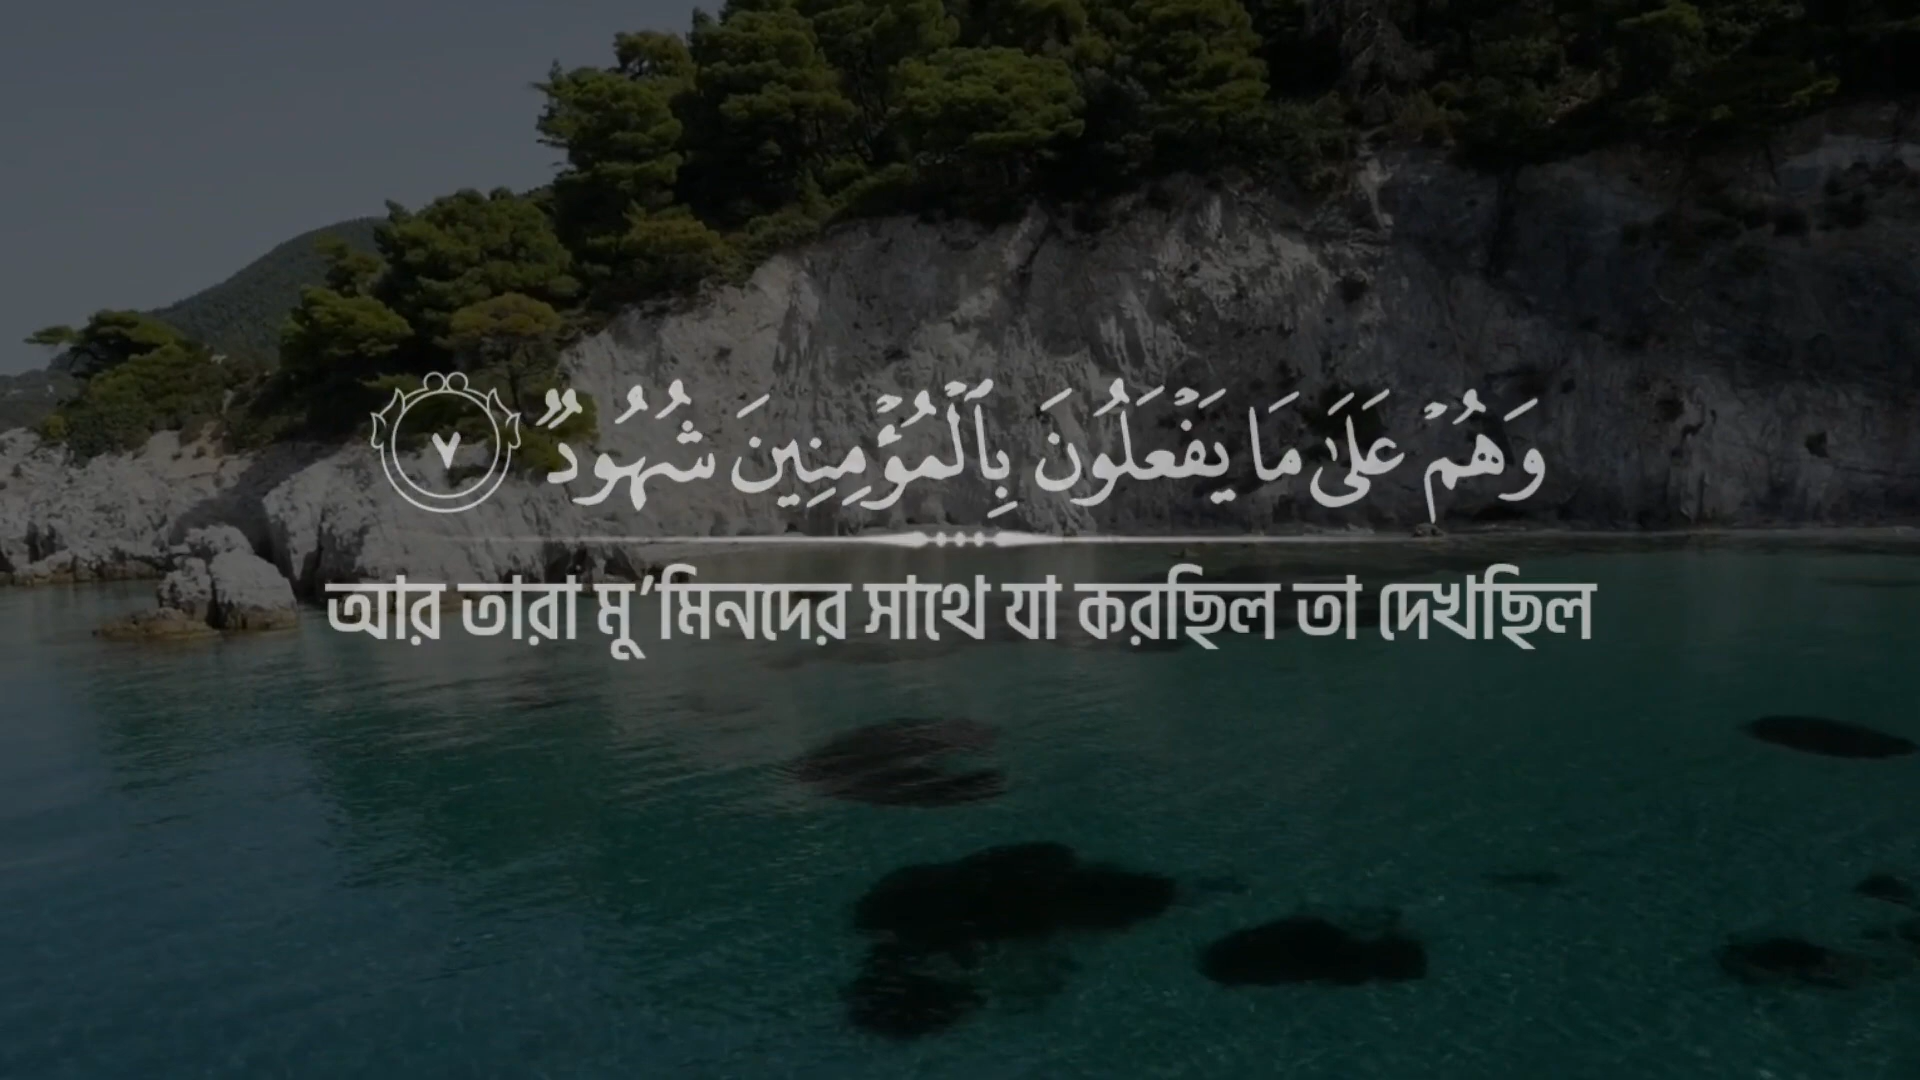 وَهُمْ عَلَىٰ مَا يَفْعَلُونَ بِٱلْمُؤْمِنِينَ شُهُودٌ ٧
আর তারা মু’মিনদের সাথে যা করছিল তা দেখছিল